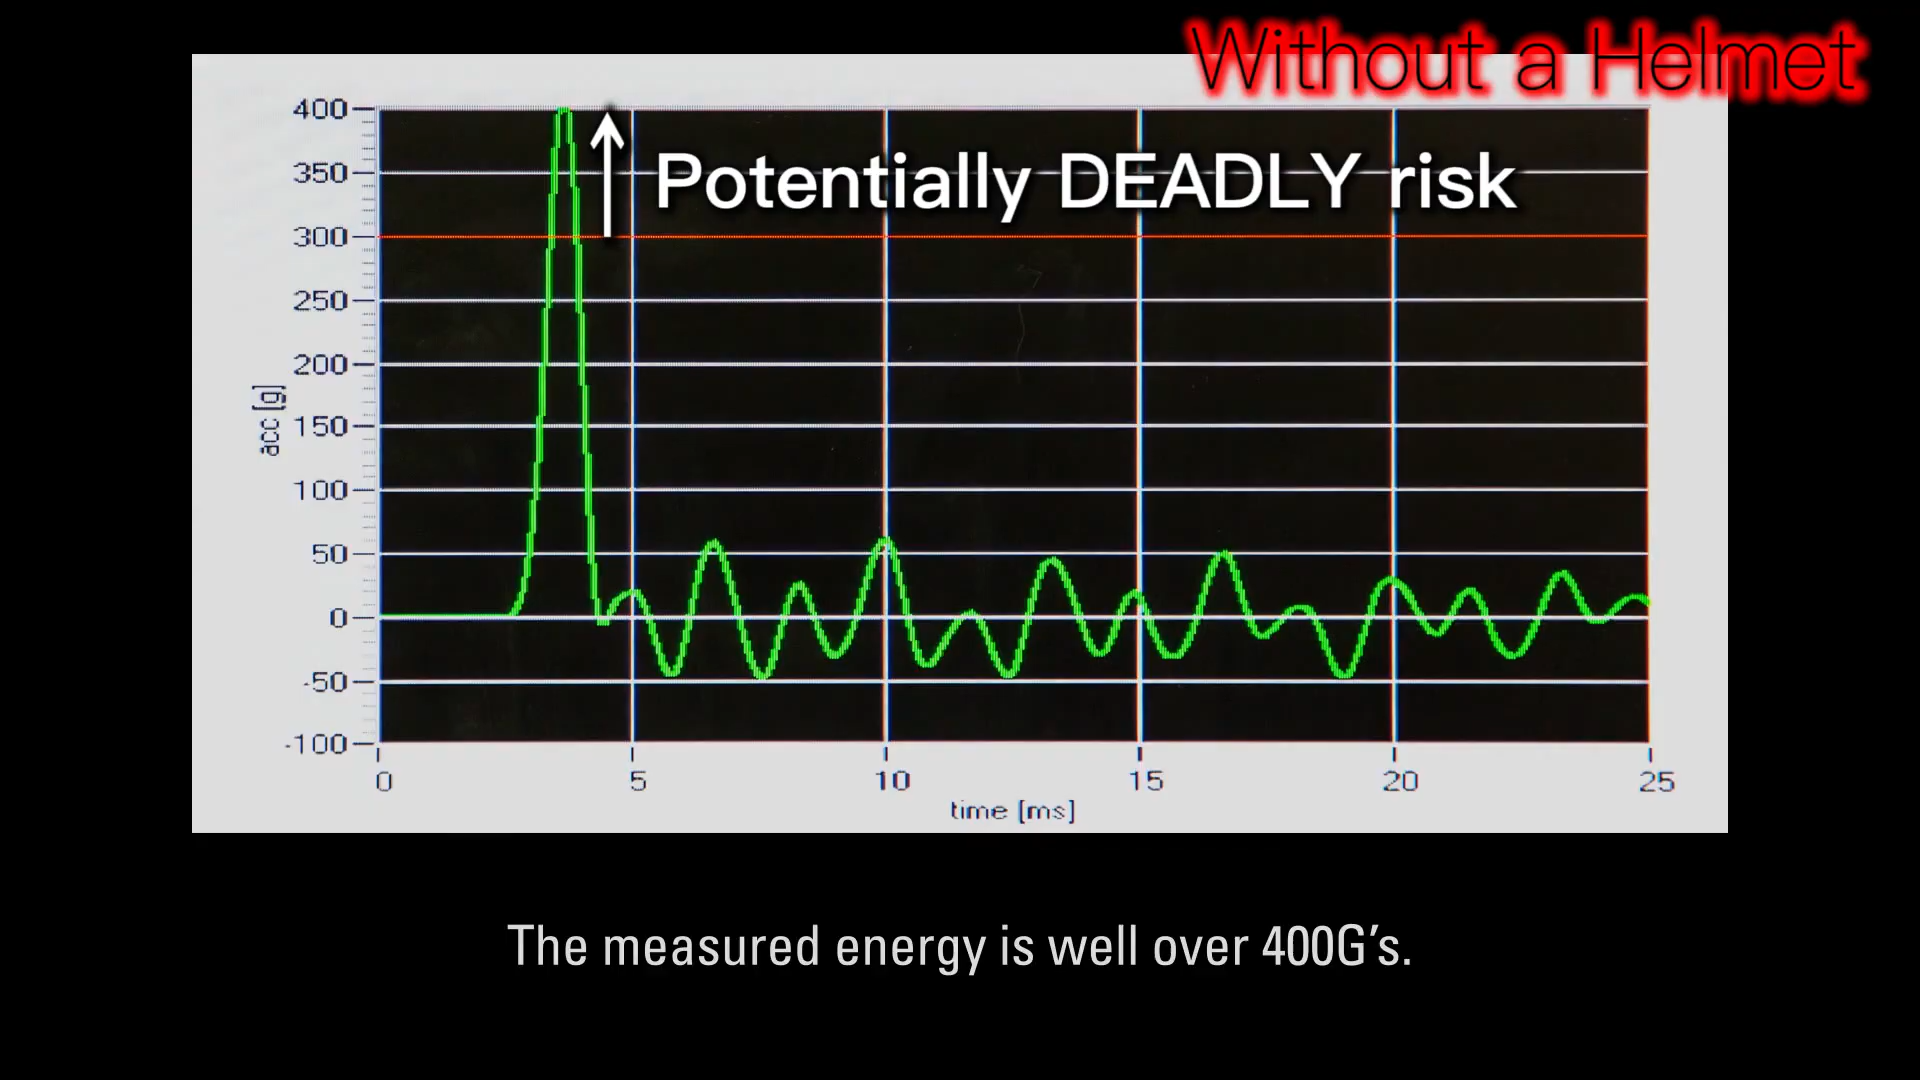 Without a Helmet
400
Potentially DEADLY risk
350
300
250
200
150
100
50
0
-50
-100
acc [g]
0 5 10 15 20 25
time [ms]
The measured energy is well over 400G’s.